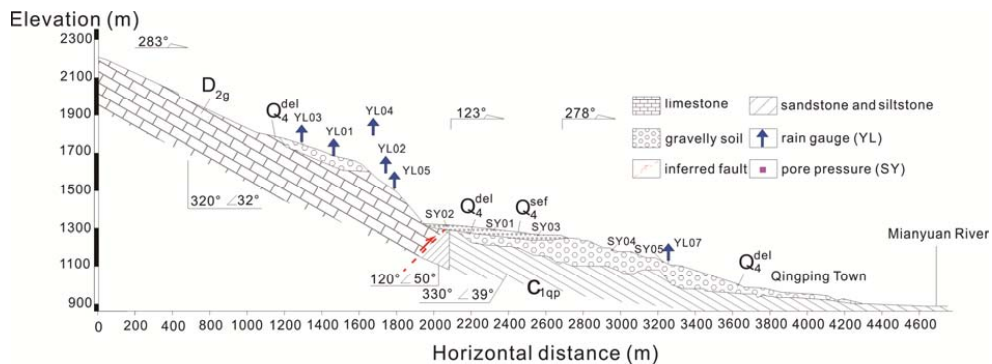 Elevation (m)
2300
2100
1900
1700
1500
1300
1100
900
283°
D2g
Q4del
YL03
YL01
YL04
YL02
YL05
123°
278°
limestone
sandstone and siltstone
gravelly soil
rain gauge (YL)
inferred fault
pore pressure (SY)
320° ∠32°
SY02
Q4del
SY01
Q4sef
SY03
SY04
SY05
YL07
Q4del
Qingping Town
Mianyuan River
120° ∠50°
330° ∠39°
C1qp
0 200 400 600 800 1000 1200 1400 1600 1800 2000 2200 2400 2600 2800 3000 3200 3400 3600 3800 4000 4200 4400 4600
Horizontal distance (m)